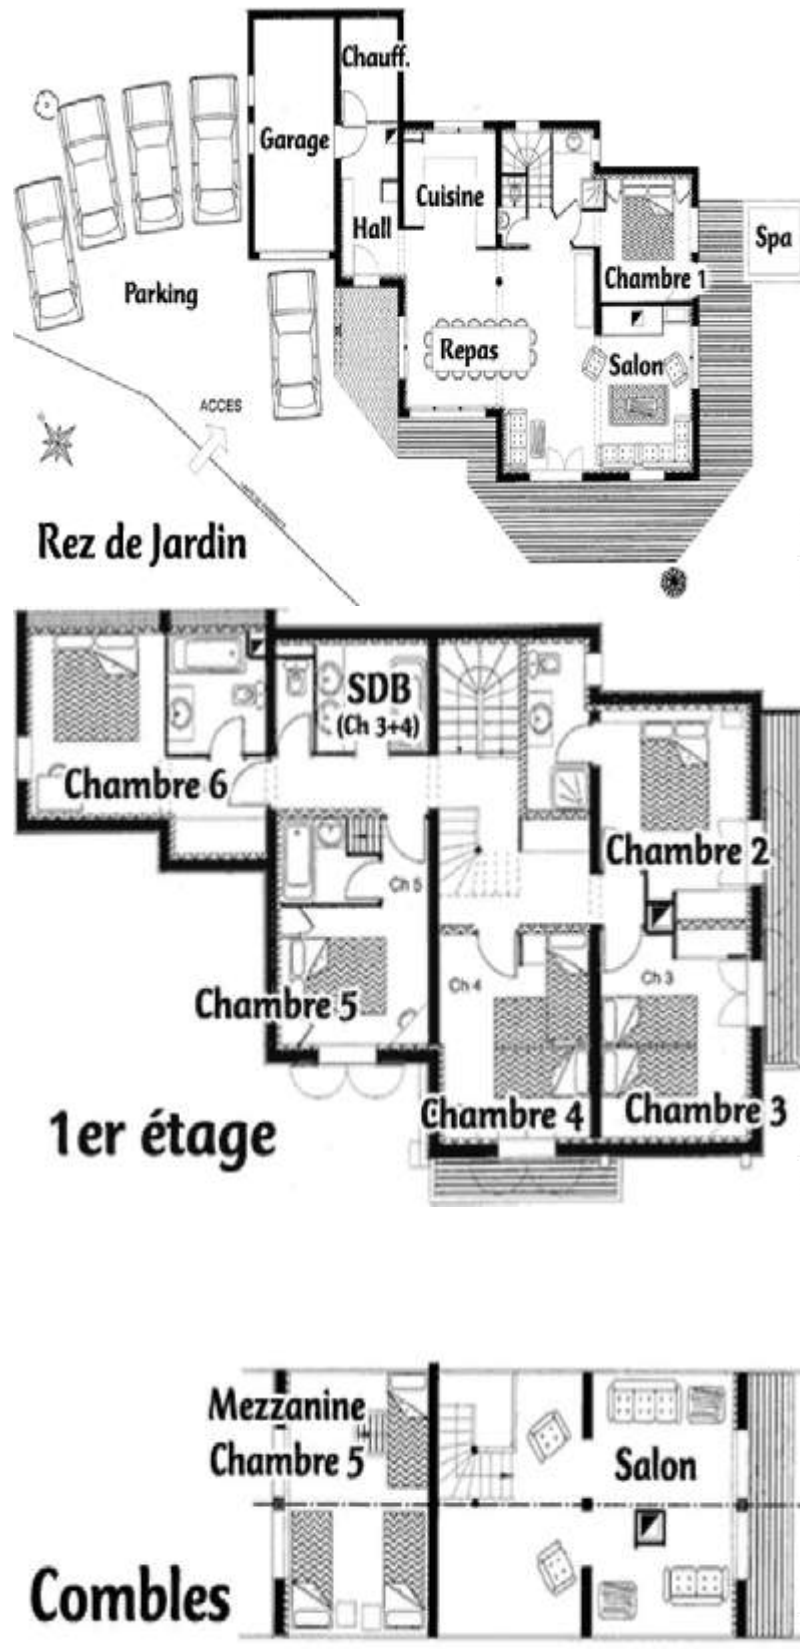 Chauff.
Garage
Cuisine
Hall
Spa
Chambre 1
Parking
Repas
Salon
ACCES
Rez de Jardin
SDB
(Ch 3+4)
Chambre 6
Chambre 2
Ch 5
Ch 4
Ch 3
Chambre 5
Chambre 4
Chambre 3
1er étage
Mezzanine
Chambre 5
Salon
Combles